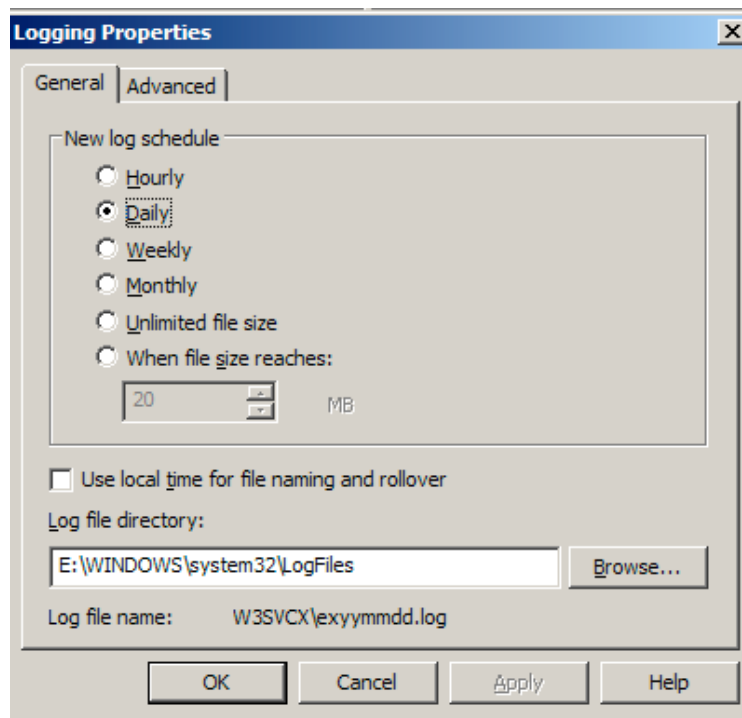 Logging Properties
General Advanced
New log schedule
Hourly
Daily
Weekly
Monthly
Unlimited file size
When file size reaches:
20 MB
Use local time for file naming and rollover
Log file directory:
E:\WINDOWS\system32\LogFiles Browse...
Log file name: W3SVCX\exyymmdd.log
OK Cancel Apply Help